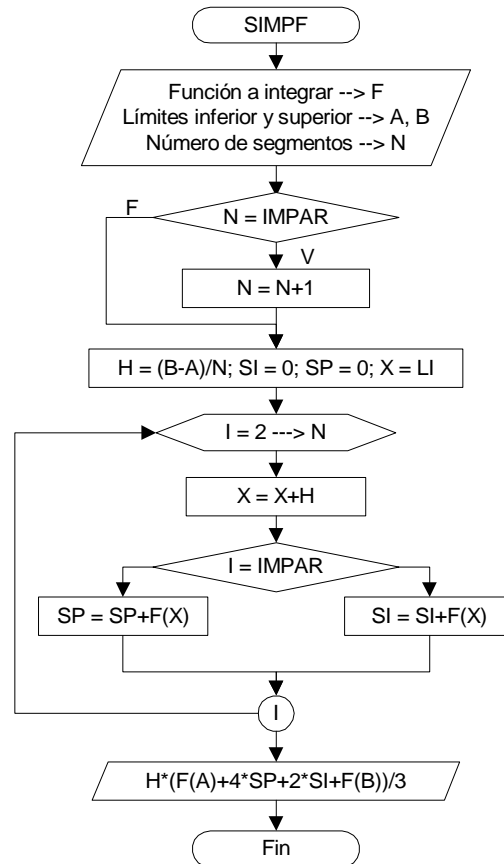 SIMPF
Función a integrar --> F
Límites inferior y superior --> A, B
Número de segmentos --> N
F
N = IMPAR
V
N = N+1
H = (B-A)/N; SI = 0; SP = 0; X = LI
I = 2 ---> N
X = X+H
I = IMPAR
SP = SP+F(X)
SI = SI+F(X)
I
H*(F(A)+4*SP+2*SI+F(B))/3
Fin